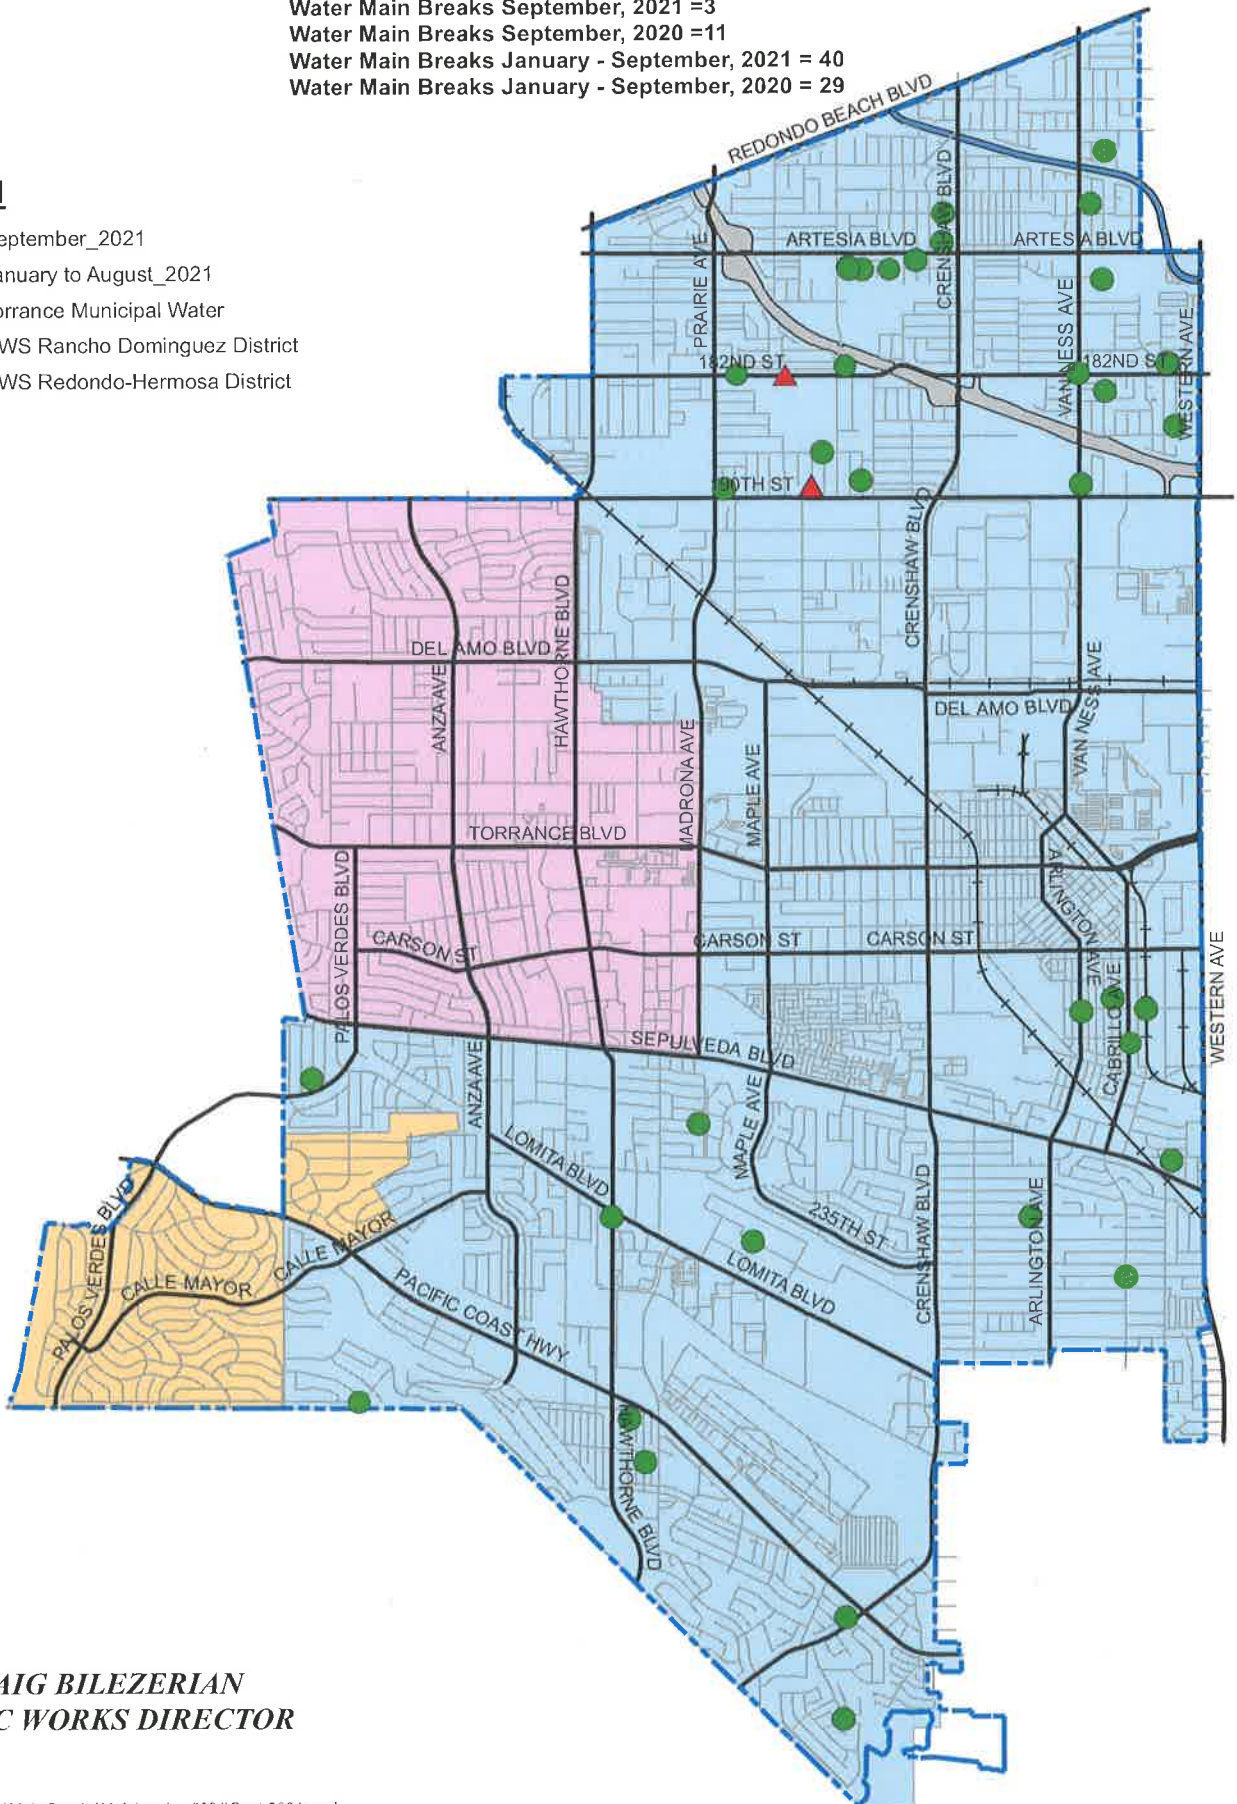 Water Main Breaks September, 2021 =3
Water Main Breaks September, 2020 =11
Water Main Breaks January - September, 2021 = 40
Water Main Breaks January - September, 2020 = 29
eptember_2021
anuary to August_2021
orrance Municipal Water
WS Rancho Dominguez District
WS Redondo-Hermosa District
REDONDO BEACH BLVD
CRENSHAW BLVD
ARTESIA BLVD
ARTESIA BLVD
PRAIRIE AVE
VAN NESS AVE
WESTERN AVE
182ND ST
182ND ST
190TH ST
CRENSHAW BLVD
HAWTHORNE BLVD
DEL AMO BLVD
ANZA AVE
DEL AMO BLVD
VAN NESS AVE
MADRONA AVE
MAPLE AVE
TORRANCE BLVD
PALOS VERDES BLVD
ARLINGTON AVE
CARSON ST
CARSON ST
CARSON ST
CABRILLO AVE
WESTERN AVE
SEPULVEDA BLVD
ANZA AVE
MAPLE AVE
LOMITA BLVD
CRENSHAW BLVD
ARLINGTON AVE
235TH ST
PALOS VERDES BLVD
CALLE MAYOR
CALLE MAYOR
LOMITA BLVD
PACIFIC COAST HWY
HAWTHORNE BLVD
AIG BILEZERIAN
C WORKS DIRECTOR